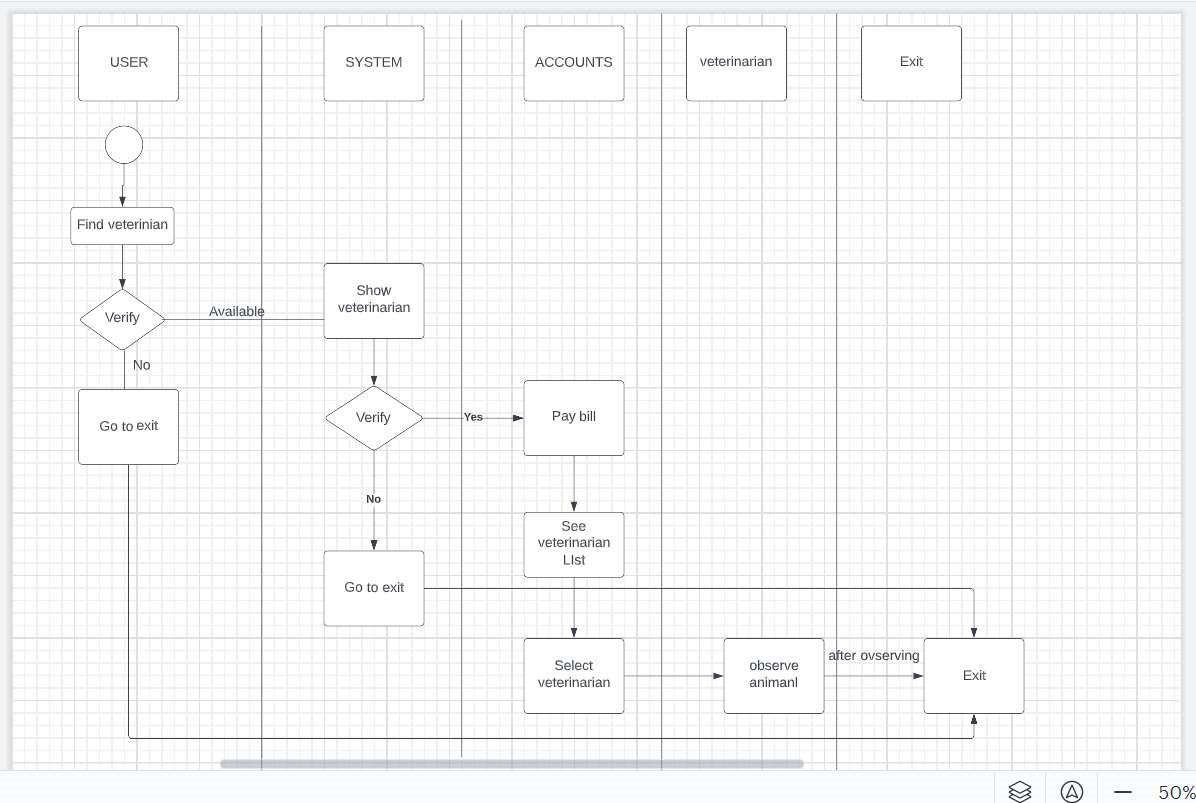 USER
SYSTEM
ACCOUNTS
veterinarian
Exit
Find veterinian
Show
veterinarian
Available
Verify
No
Go to exit
Verify
Yes
Pay bill
No
See
veterinarian
LIst
Go to exit
Select
veterinarian
observe
animanl
after ovserving
Exit
50%